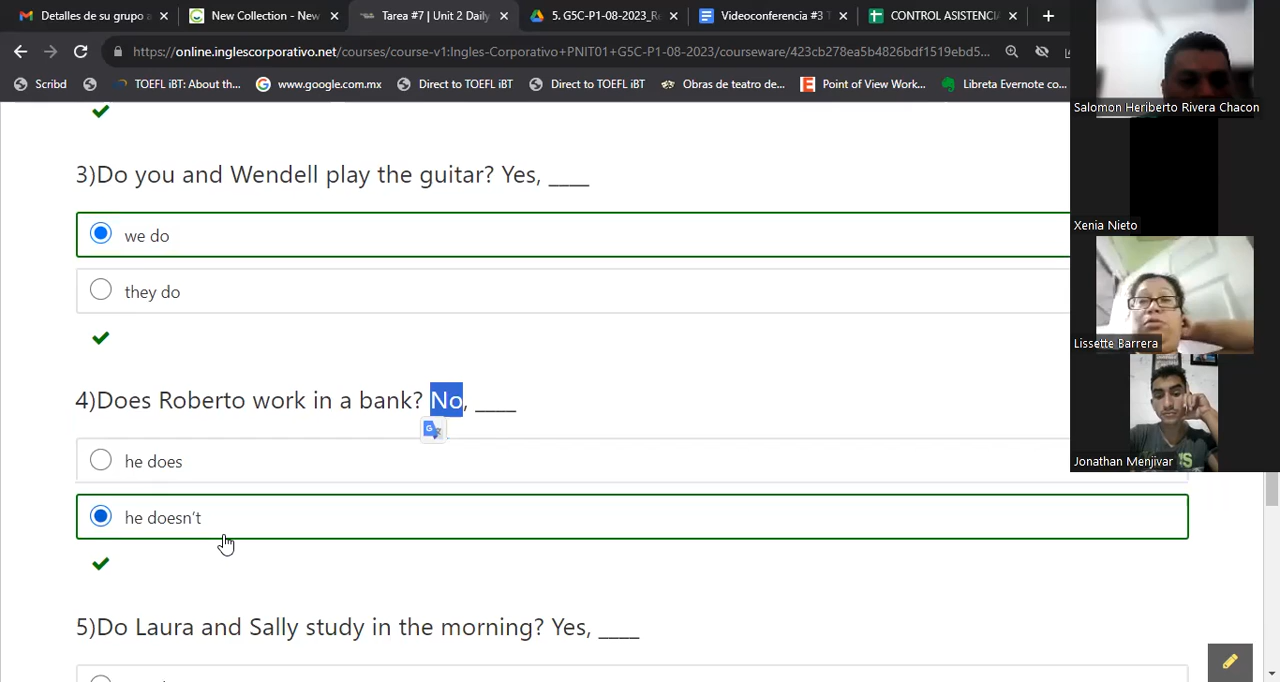 Detalles de su grupo a
New Collection - New
Tarea #7 | Unit 2 Daily
5. G5C-P1-08-2023_R
Videoconferencia #3 T
CONTROL ASISTENCIA
https://online.inglescorporativo.net/courses/course-v1:Ingles-Corporativo+PNIT01+G5C-P1-08-2023/courseware/423cb278ea5b4826bdf1519ebd5...
Scribd
TOEFL iBT: About th...
www.google.com.mx
Direct to TOEFL iBT
Direct to TOEFL iBT
Obras de teatro de...
Point of View Work...
Libreta Evernote co...
Salomon Heriberto Rivera Chacon
3)Do you and Wendell play the guitar? Yes, ____
Xenia Nieto
we do
they do
Lissette Barrera
4)Does Roberto work in a bank? No, ____
he does
Jonathan Menjivar
he doesn't
5)Do Laura and Sally study in the morning? Yes, ____